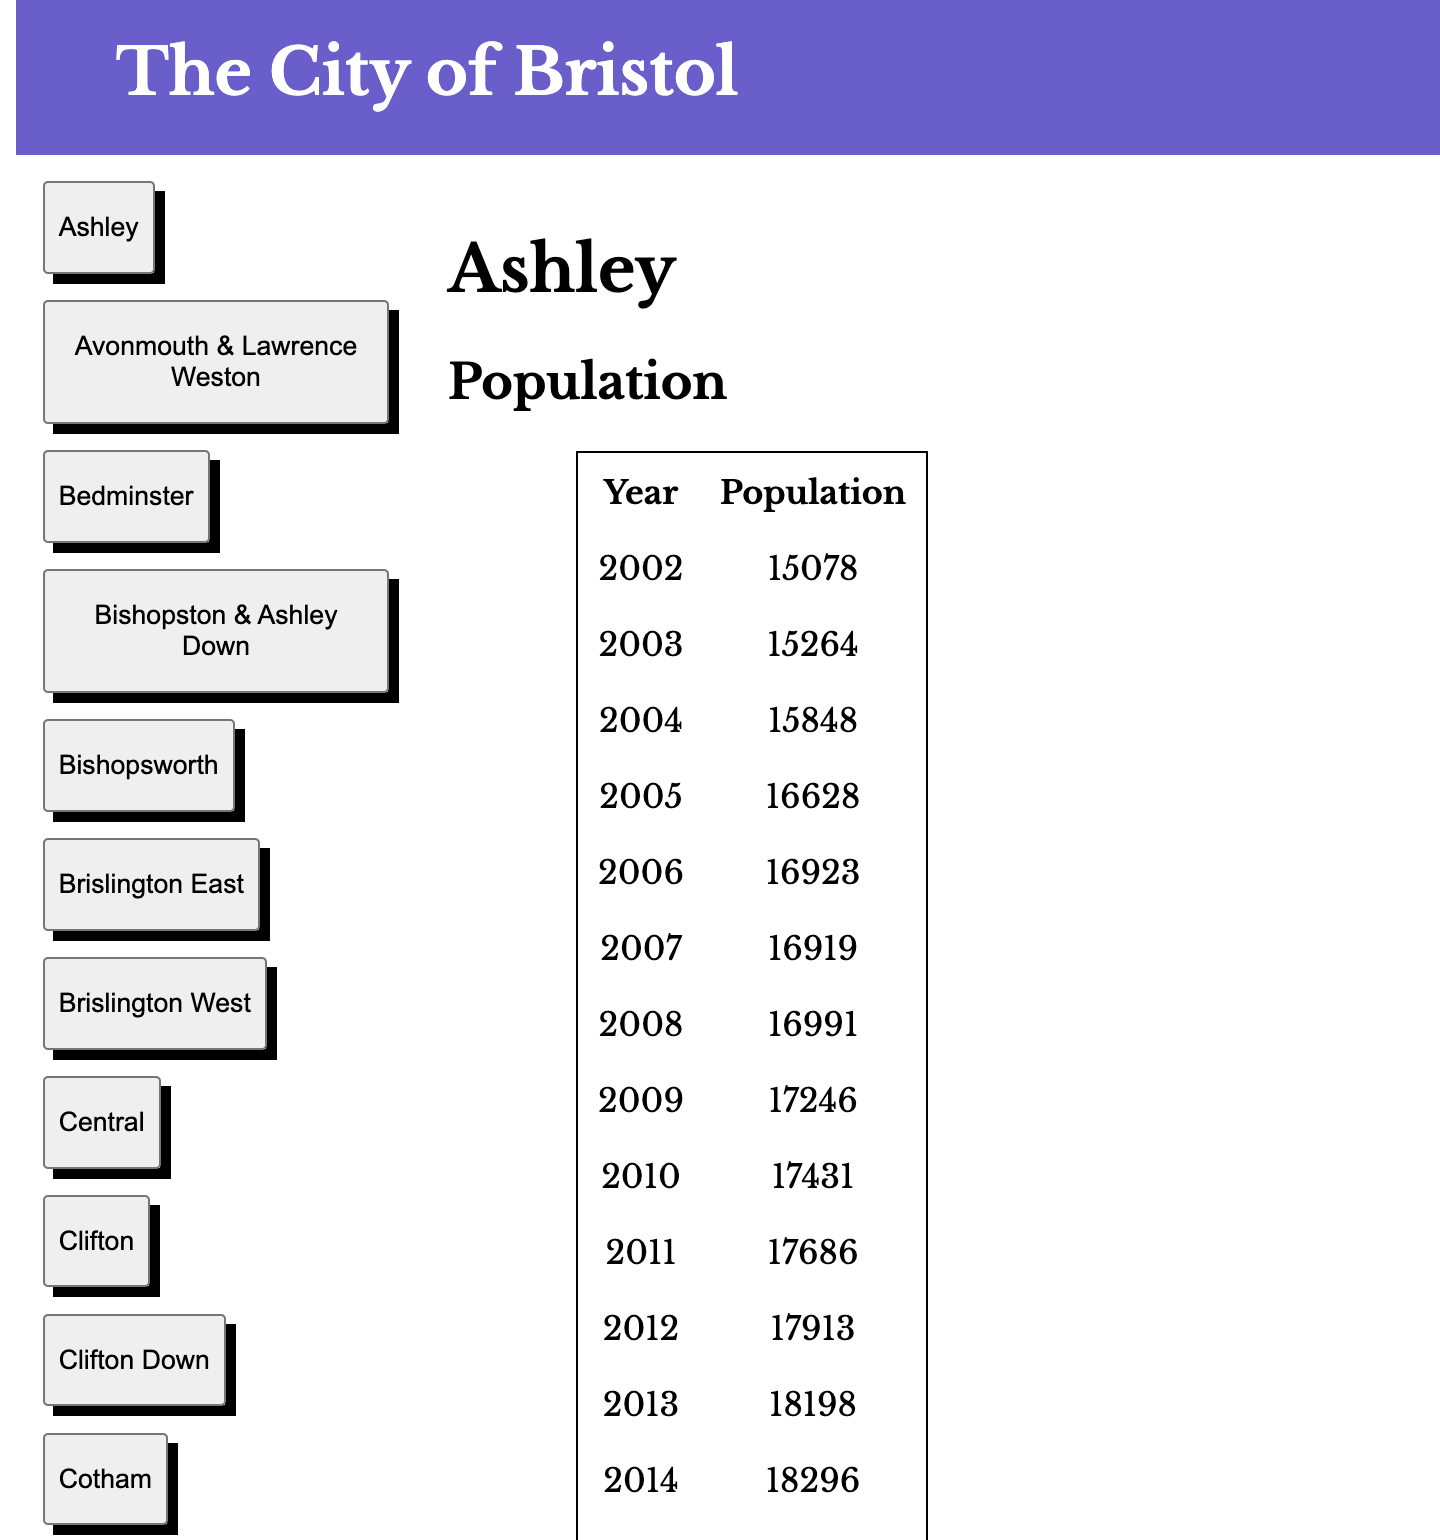 The City of Bristol
Ashley
Avonmouth & Lawrence
Weston
Bedminster
Bishopston & Ashley
Down
Bishopsworth
Brislington East
Brislington West
Central
Clifton
Clifton Down
Cotham
Ashley
Population
Year Population
2002 15078
2003 15264
2004 15848
2005 16628
2006 16923
2007 16919
2008 16991
2009 17246
2010 17431
2011 17686
2012 17913
2013 18198
2014 18296